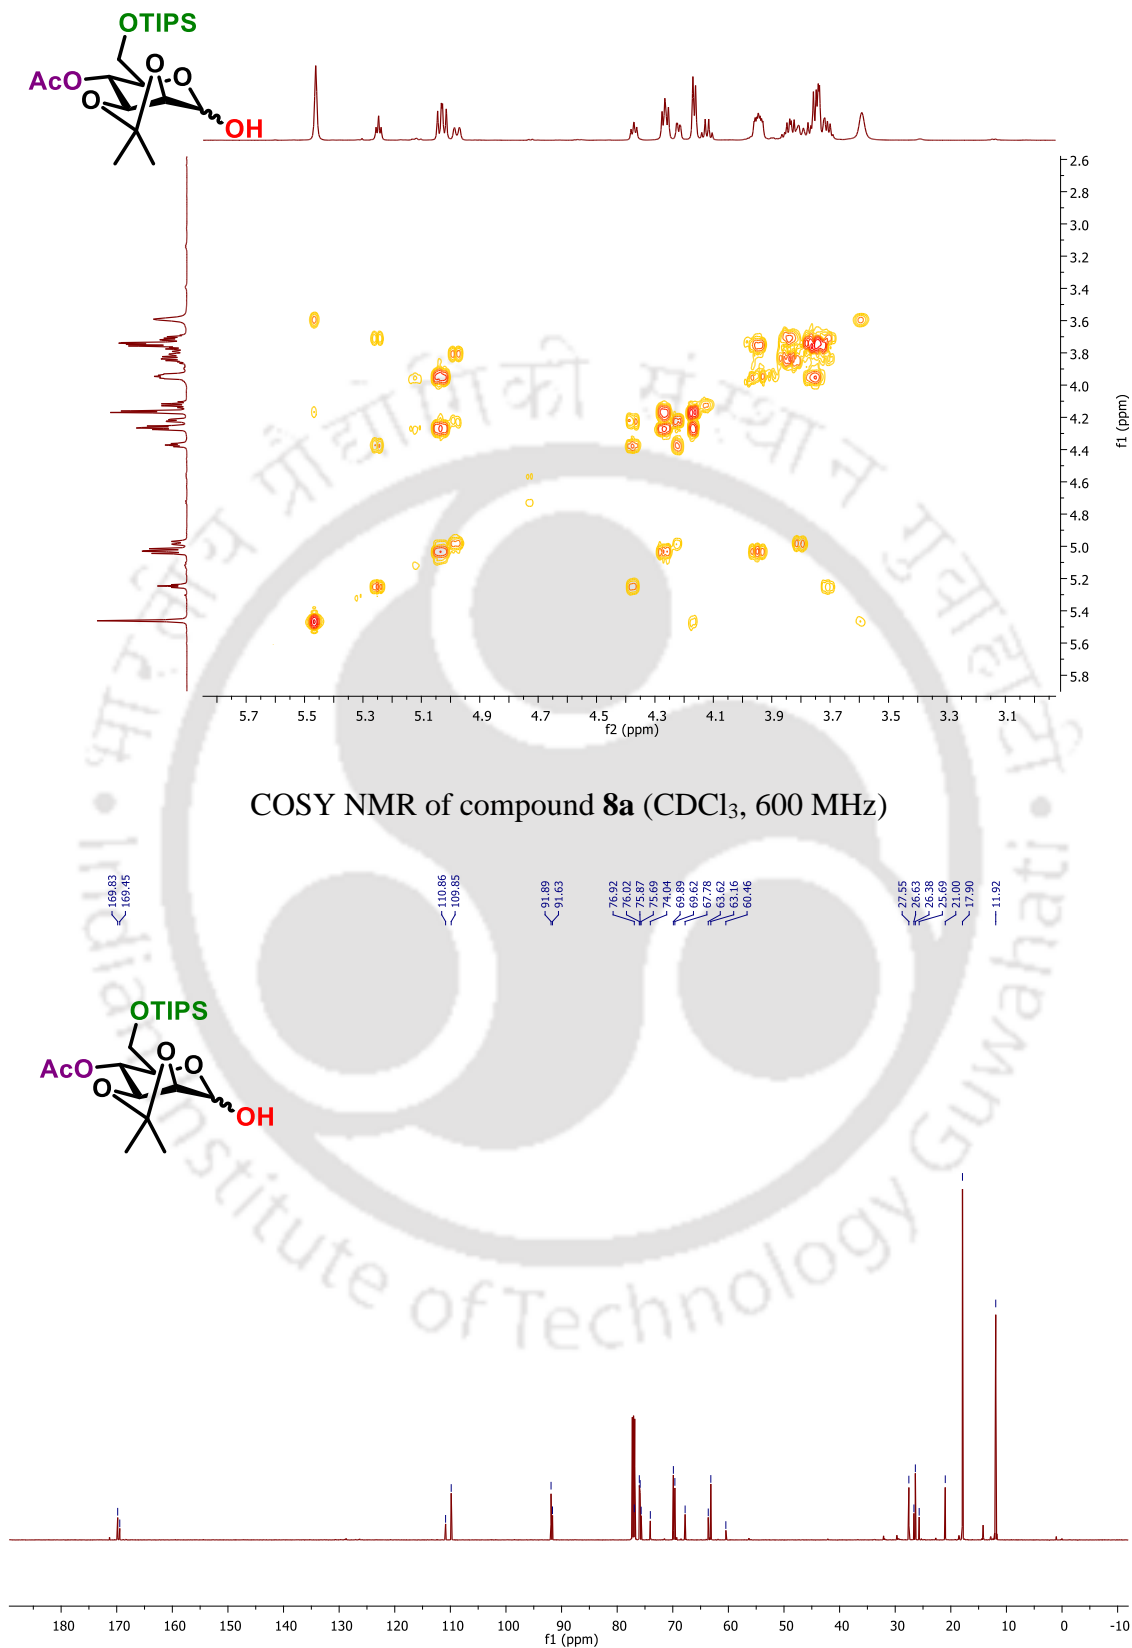 OTIPS
AcO
O
O
O
OH
2.6
2.8
3.0
3.2
3.4
3.6
3.8
4.0
4.2
4.4
4.6
4.8
5.0
5.2
5.4
5.6
5.8
f1 (ppm)
5.7 5.5 5.3 5.1 4.9 4.7 4.5 4.3 4.1 3.9 3.7 3.5 3.3 3.1
f2 (ppm)
COSY NMR of compound 8a (CDCl₃, 600 MHz)
169.83
169.45
110.86
109.85
91.89
91.63
76.92
76.02
75.87
75.69
74.04
69.89
69.62
67.78
63.62
63.16
60.46
27.55
26.63
26.38
25.69
21.00
17.90
11.92
OTIPS
AcO
O
O
O
OH
180 170 160 150 140 130 120 110 100 90 80 70 60 50 40 30 20 10 0 -10
f1 (ppm)
Indian Institute of Technology Guwahati